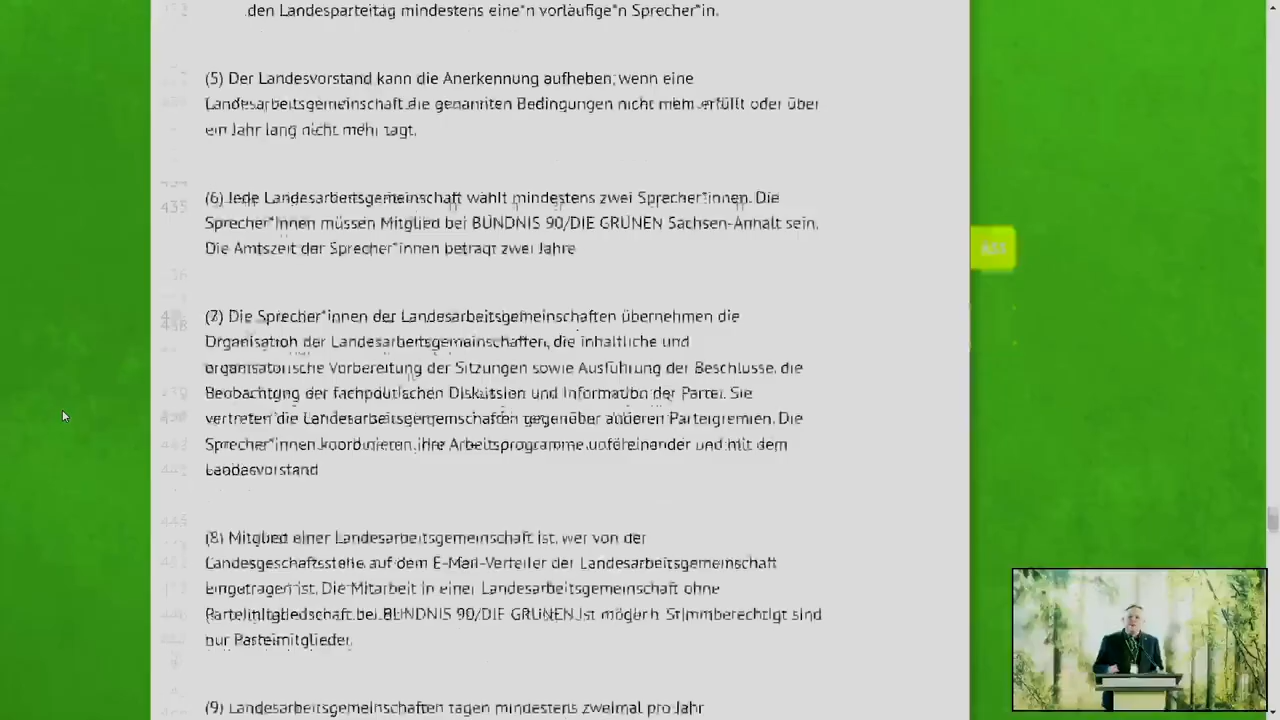 den Landesparteitag mindestens eine*n vorläufige*n Sprecher*in.
(5) Der Landesvorstand kann die Anerkennung aufheben, wenn eine
Landesarbeitsgemeinschaft die genannten Bedingungen nicht mehr erfüllt oder über
ein Jahr lang nicht mehr tagt.
(6) Jede Landesarbeitsgemeinschaft wählt mindestens zwei Sprecher*innen. Die
435
Sprecher*innen müssen Mitglied bei BÜNDNIS 90/DIE GRÜNEN Sachsen-Anhalt sein.
Die Amtszeit der Sprecher*innen beträgt zwei Jahre
(7) Die Sprecher*innen der Landesarbeitsgemeinschaften übernehmen die
438
Organisation der Landesarbeitsgemeinschaften, die inhaltliche und
organisatorische Vorbereitung der Sitzungen sowie Ausführung der Beschlüsse, die
Beobachtung der fachpolitischen Diskussion und Information der Partei. Sie
vertreten die Landesarbeitsgemeinschaften gegenüber anderen Parteigremien. Die
Sprecher*innen koordinieren ihre Arbeitsprogramme untereinander und mit dem
Landesvorstand
(8) Mitglied einer Landesarbeitsgemeinschaft ist, wer von der
Landesgeschäftsstelle auf dem E-Mail-Verteiler der Landesarbeitsgemeinschaft
eingetragen ist. Die Mitarbeit in einer Landesarbeitsgemeinschaft ohne
Parteimitgliedschaft bei BÜNDNIS 90/DIE GRÜNEN ist möglich. Stimmberechtigt sind
nur Parteimitglieder.
(9) Landesarbeitsgemeinschaften tagen mindestens zweimal pro Jahr